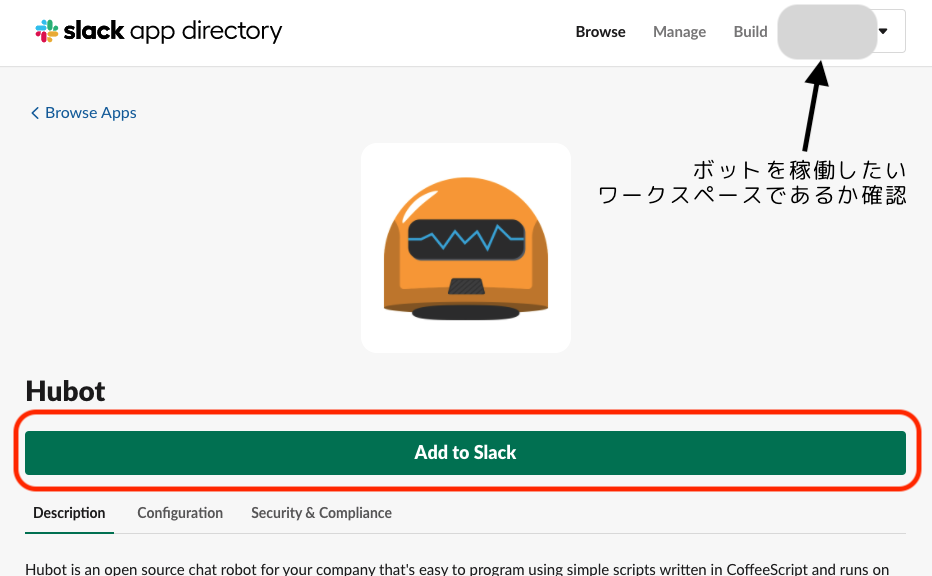 slack app directory
Browse
Manage
Build
Browse Apps
ボットを稼働したい
ワークスペースであるか確認
Hubot
Add to Slack
Description
Configuration
Security & Compliance
Hubot is an open source chat robot for your company that's easy to program using simple scripts written in CoffeeScript and runs on